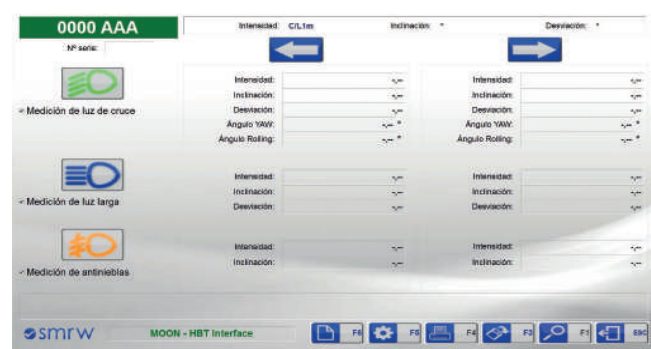 0000 AAA
Intensidad: C/L1m Inclinación: * Desviación: *
Nº serie:
Intensidad: -,-- Intensidad: -,--
Inclinación: -,-- Inclinación: -,--
Medición de luz de cruce Desviación: -,-- Desviación: -,--
Ángulo YAW: -,-- * Ángulo YAW: -,-- *
Ángulo Rolling: -,-- * Ángulo Rolling: -,-- *
Intensidad: -,-- Intensidad: -,--
Inclinación: -,-- Inclinación: -,--
Medición de luz larga Desviación: -,-- Desviación: -,--
Intensidad: -,-- Intensidad: -,--
Inclinación: -,-- Inclinación: -,--
Medición de antinieblas
smrw MOON - HBT Interface F6 F5 F4 F3 F1 ESC